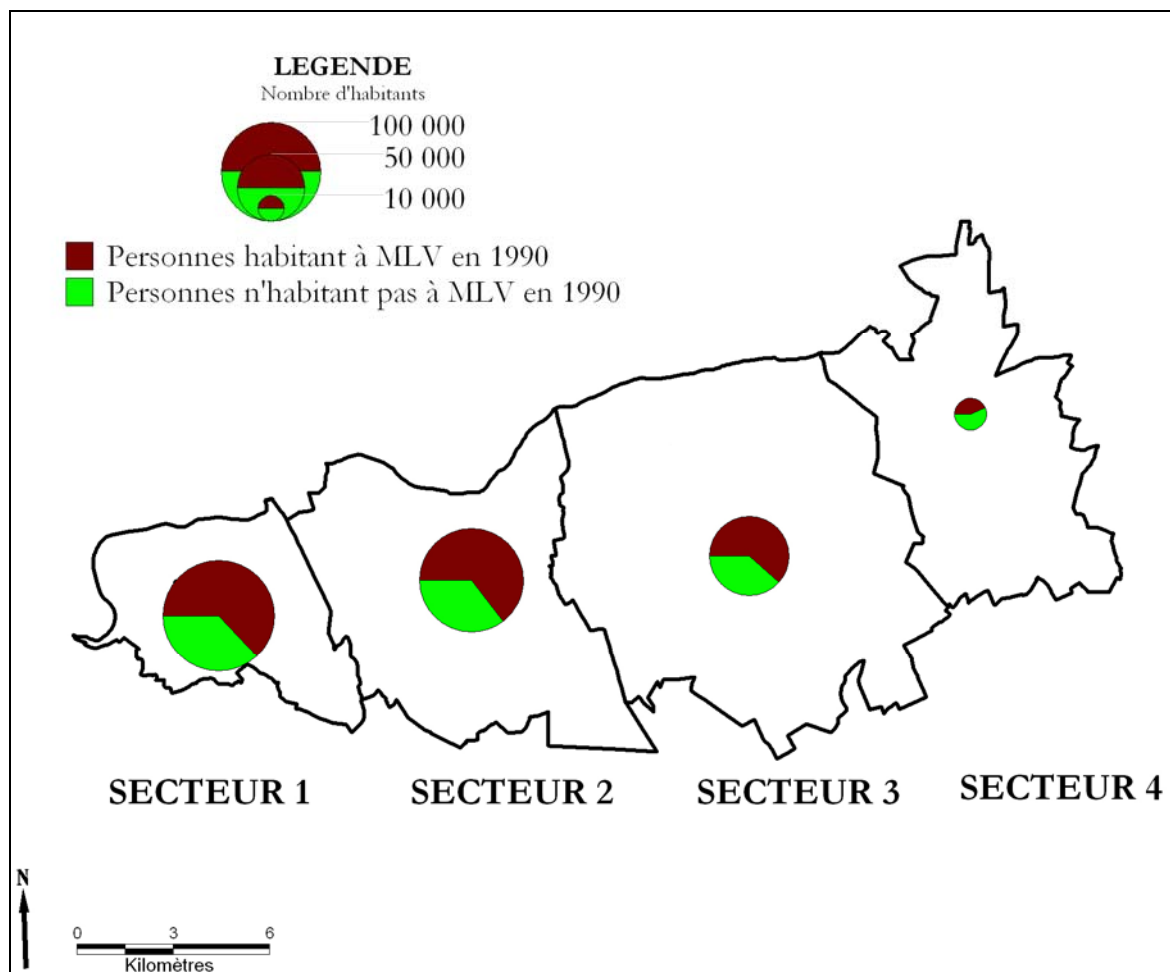 LEGENDE
Nombre d'habitants
100 000
50 000
10 000
Personnes habitant à MLV en 1990
Personnes n'habitant pas à MLV en 1990
SECTEUR 1
SECTEUR 2
SECTEUR 3
SECTEUR 4
N
0 3 6
Kilomètres